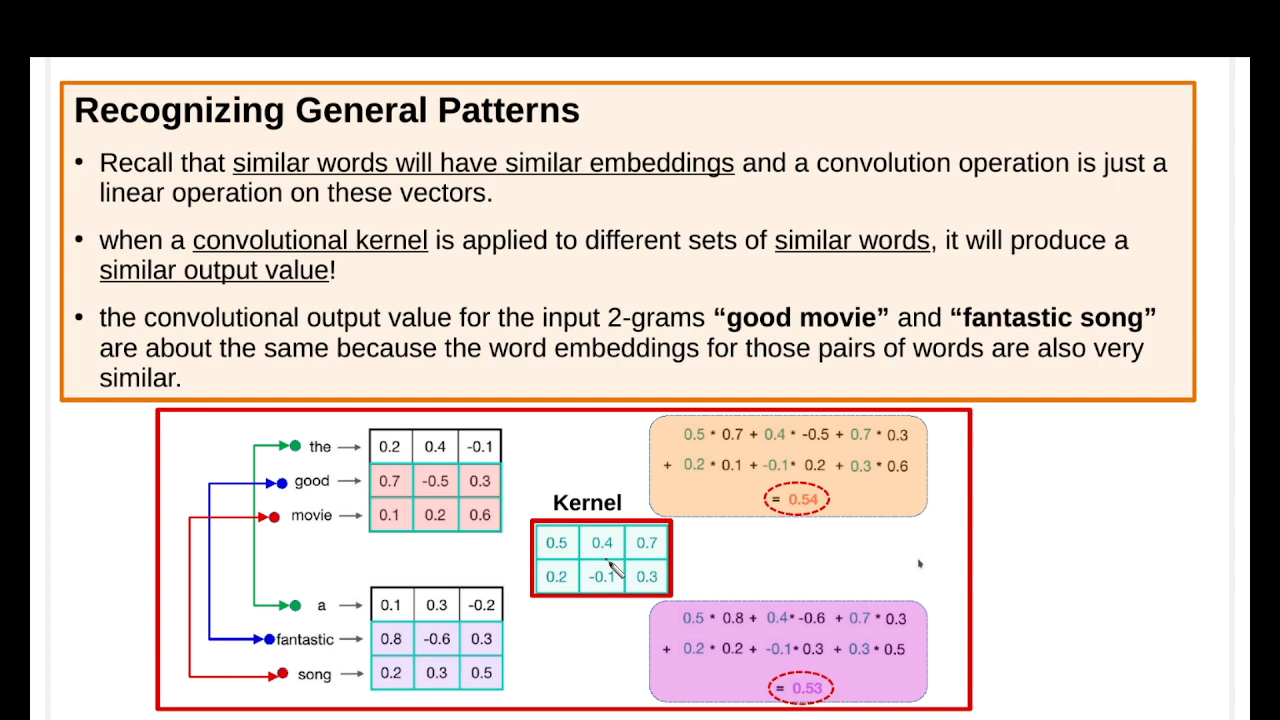 Recognizing General Patterns
• Recall that similar words will have similar embeddings and a convolution operation is just a
linear operation on these vectors.
• when a convolutional kernel is applied to different sets of similar words, it will produce a
similar output value!
• the convolutional output value for the input 2-grams “good movie” and “fantastic song”
are about the same because the word embeddings for those pairs of words are also very
similar.
the 0.2 0.4 -0.1
good 0.7 -0.5 0.3
movie 0.1 0.2 0.6
a 0.1 0.3 -0.2
fantastic 0.8 -0.6 0.3
song 0.2 0.3 0.5
Kernel
0.5 0.4 0.7
0.2 -0.1 0.3
0.5 * 0.7 + 0.4 * -0.5 + 0.7 * 0.3
+ 0.2 * 0.1 + -0.1* 0.2 + 0.3 * 0.6
= 0.54
0.5 * 0.8 + 0.4* -0.6 + 0.7 * 0.3
+ 0.2 * 0.2 + -0.1* 0.3 + 0.3 * 0.5
= 0.53